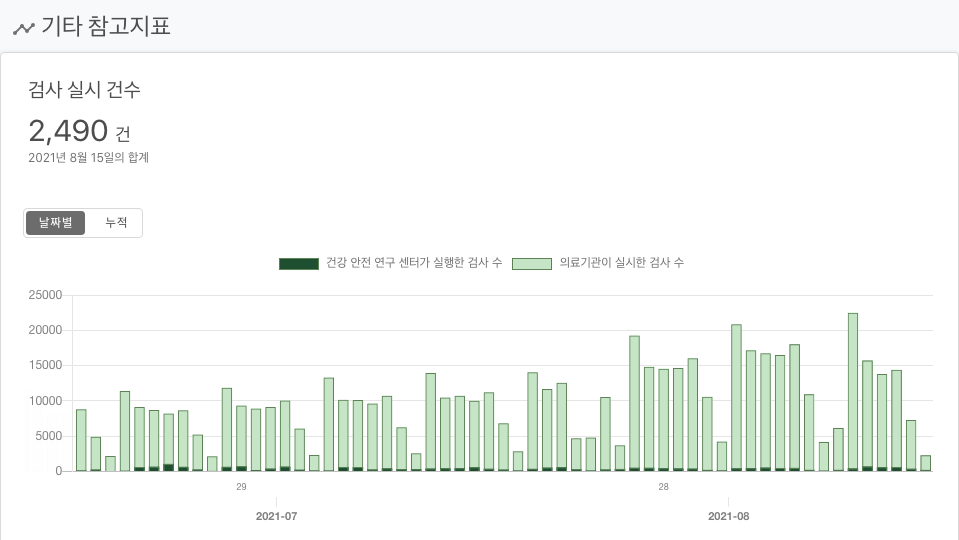 기타 참고지표
검사 실시 건수
2,490 건
2021년 8월 15일의 합계
날짜별 누적
건강 안전 연구 센터가 실행한 검사 수 의료기관이 실시한 검사 수
25000
20000
15000
10000
5000
0
29 28
2021-07 2021-08